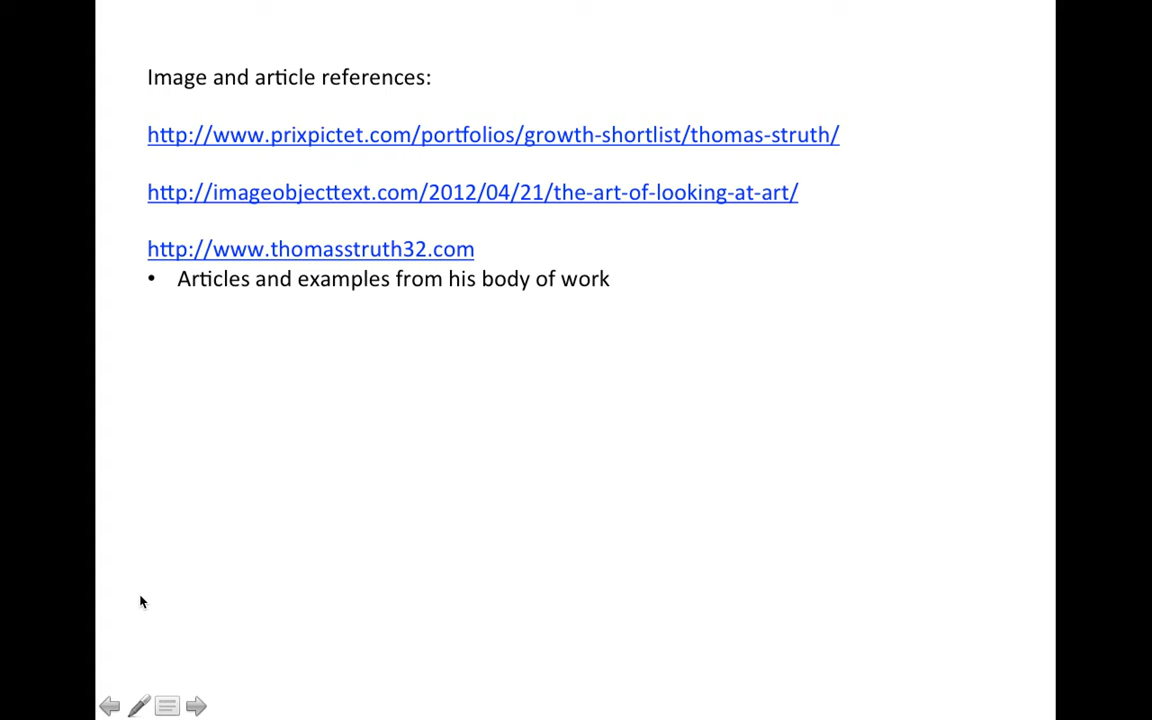 Image and article references:
http://www.prixpictet.com/portfolios/growth-shortlist/thomas-struth/
http://imageobjecttext.com/2012/04/21/the-art-of-looking-at-art/
http://www.thomasstruth32.com
• Articles and examples from his body of work